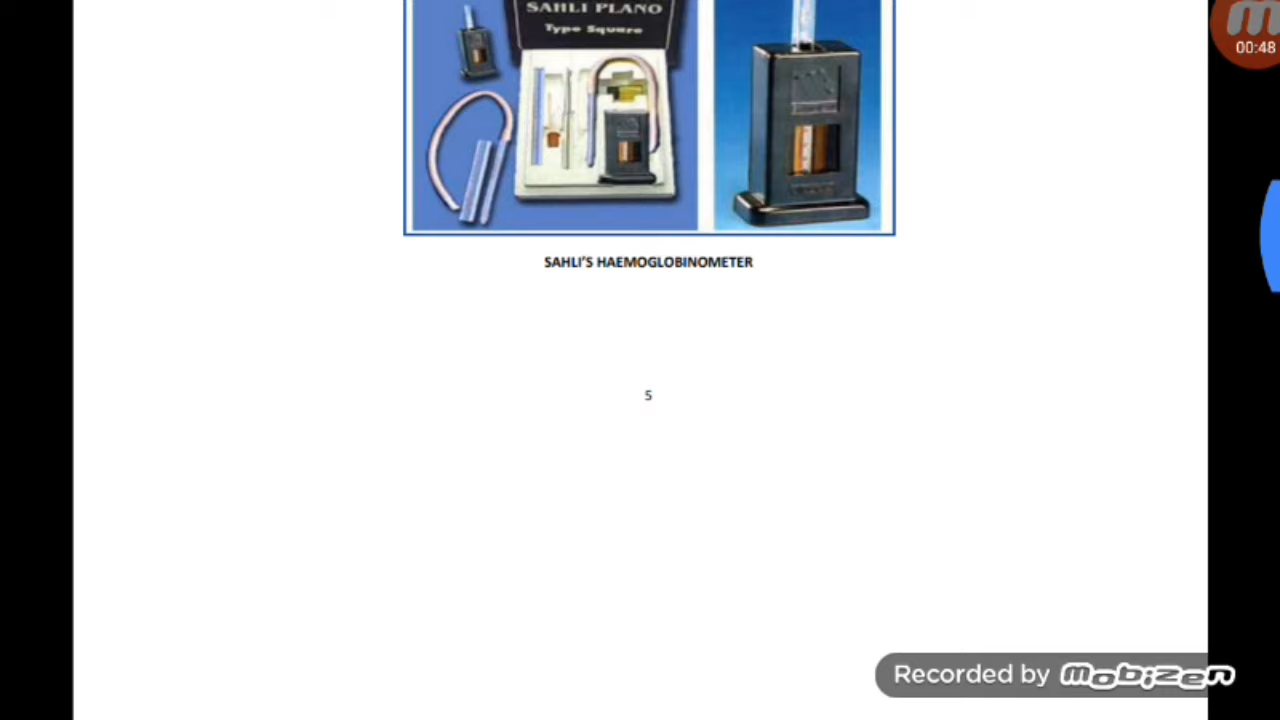 SAHLI PLANO
Type Square
00:48
SAHLI'S HAEMOGLOBINOMETER
5
Recorded by mobizen